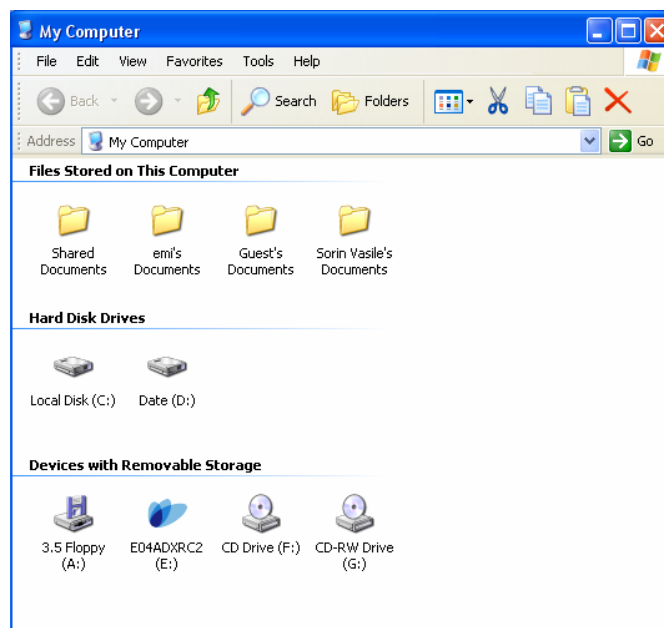 My Computer
File Edit View Favorites Tools Help
Back Search Folders
Address My Computer Go
Files Stored on This Computer
Shared Documents
emi's Documents
Guest's Documents
Sorin Vasile's Documents
Hard Disk Drives
Local Disk (C:) Date (D:)
Devices with Removable Storage
3.5 Floppy (A:)
E04ADXRC2 (E:)
CD Drive (F:)
CD-RW Drive (G:)